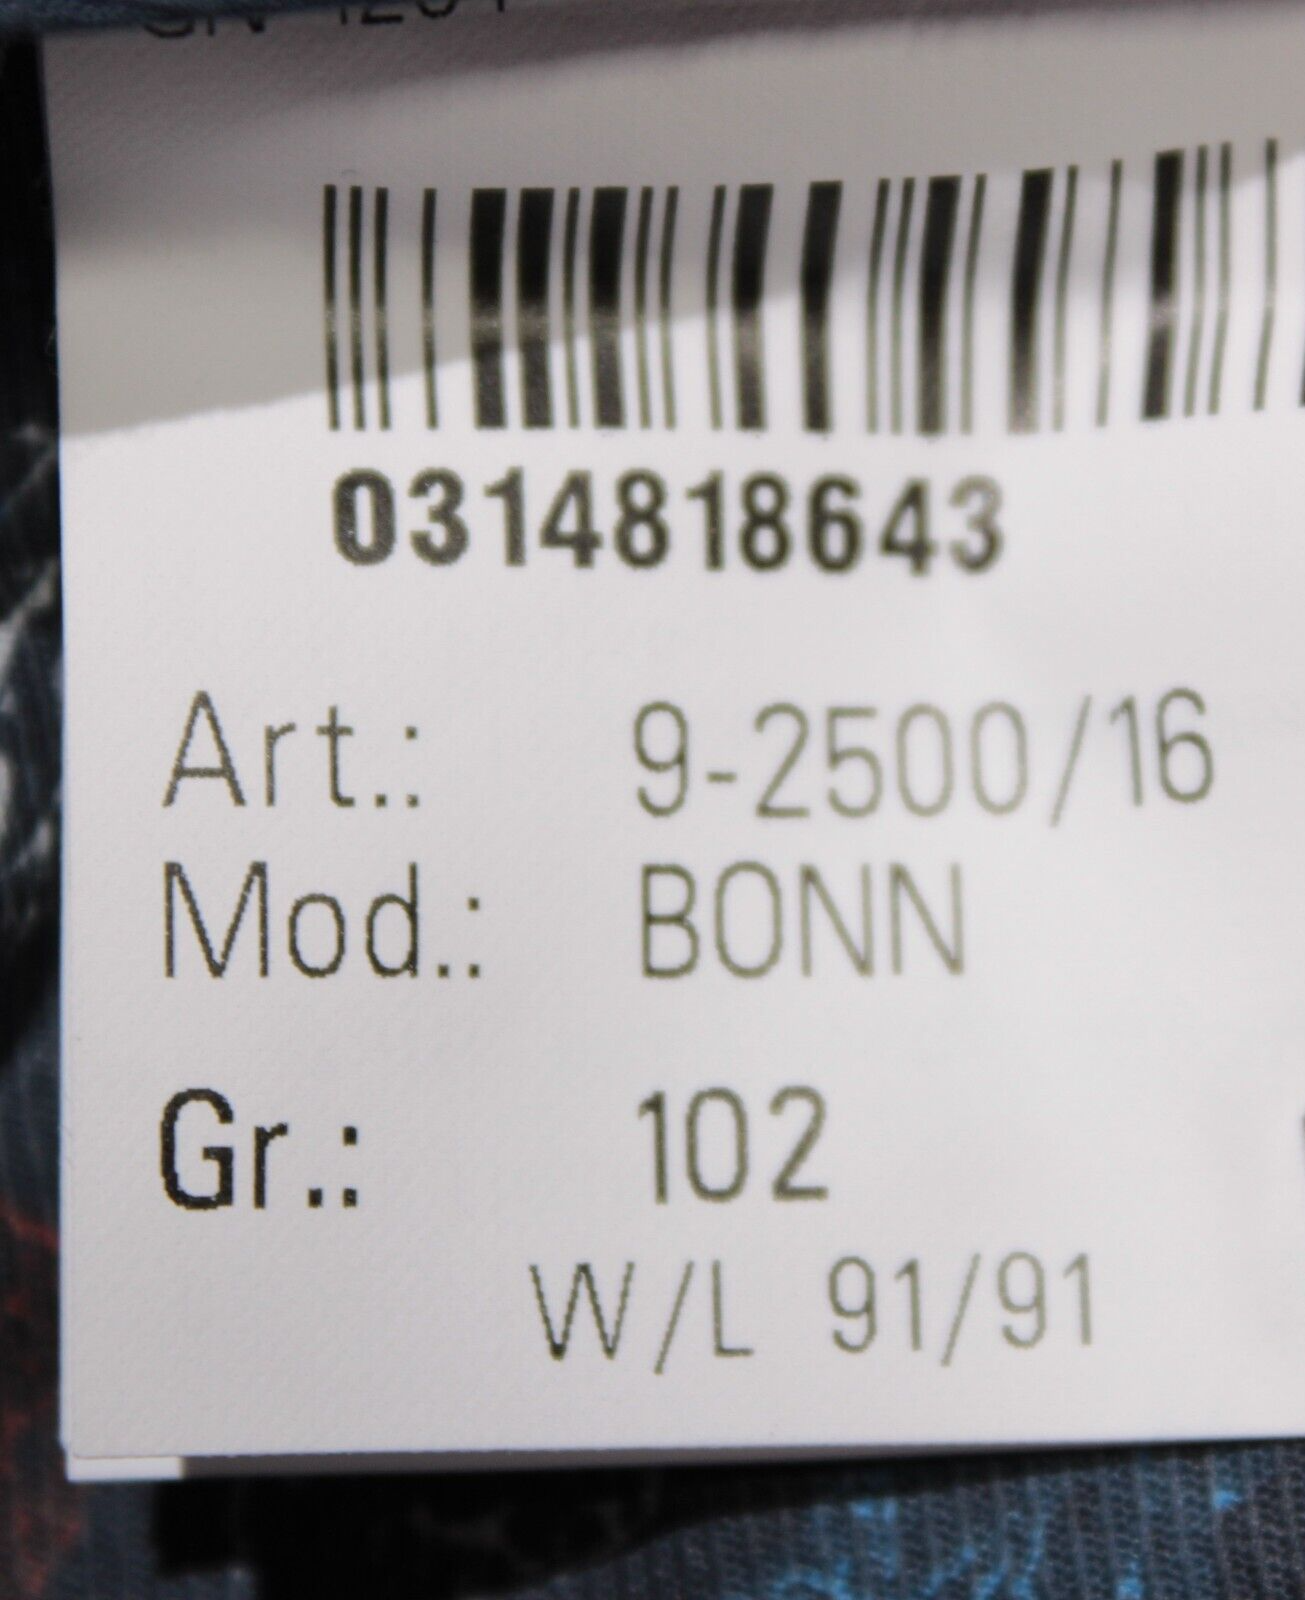 0314818643
Art.: 9-2500/16
Mod.: BONN
Gr.: 102
W/L 91/91